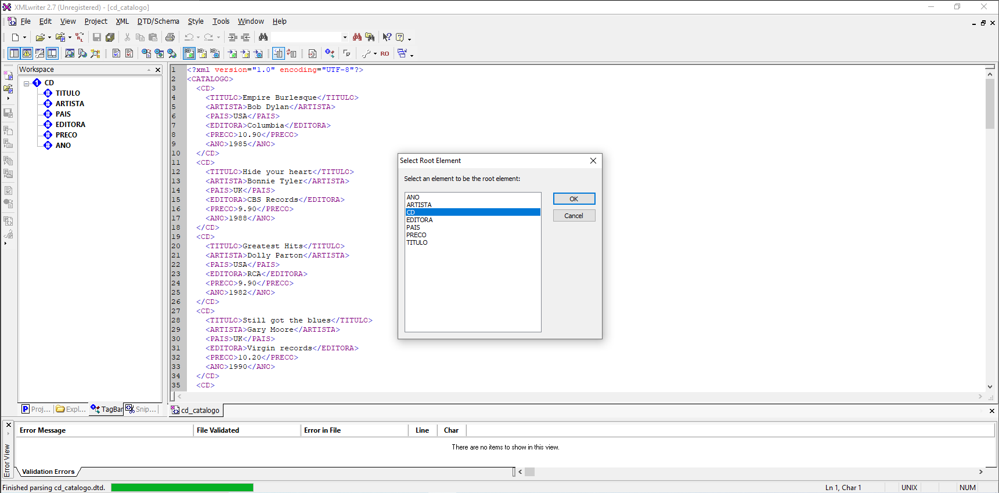 XMLwriter 2.7 (Unregistered) - [cd_catalogo]
File Edit View Project XML DTD/Schema Style Tools Window Help
RO
Workspace
CD
TITULO
ARTISTA
PAIS
EDITORA
PRECO
ANO
1 <?xml version="1.0" encoding="UTF-8"?>
2 <CATALOGO>
3 <CD>
4 <TITULO>Empire Burlesque</TITULO>
5 <ARTISTA>Bob Dylan</ARTISTA>
6 <PAIS>USA</PAIS>
7 <EDITORA>Columbia</EDITORA>
8 <PRECO>10.90</PRECO>
9 <ANO>1985</ANO>
10 </CD>
11 <CD>
12 <TITULO>Hide your heart</TITULO>
13 <ARTISTA>Bonnie Tyler</ARTISTA>
14 <PAIS>UK</PAIS>
15 <EDITORA>CBS Records</EDITORA>
16 <PRECO>9.90</PRECO>
17 <ANO>1988</ANO>
18 </CD>
19 <CD>
20 <TITULO>Greatest Hits</TITULO>
21 <ARTISTA>Dolly Parton</ARTISTA>
22 <PAIS>USA</PAIS>
23 <EDITORA>RCA</EDITORA>
24 <PRECO>9.90</PRECO>
25 <ANO>1982</ANO>
26 </CD>
27 <CD>
28 <TITULO>Still got the blues</TITULO>
29 <ARTISTA>Gary Moore</ARTISTA>
30 <PAIS>UK</PAIS>
31 <EDITORA>Virgin records</EDITORA>
32 <PRECO>10.20</PRECO>
33 <ANO>1990</ANO>
34 </CD>
35 <CD>
Select Root Element
Select an element to be the root element:
ANO
ARTISTA
CD
EDITORA
PAIS
PRECO
TITULO
OK
Cancel
Proj... Expl... TagBar Snip...
cd_catalogo
Error View
Error Message File Validated Error in File Line Char
There are no items to show in this view.
Validation Errors
Finished parsing cd_catalogo.dtd. Ln 1, Char 1 UNIX NUM